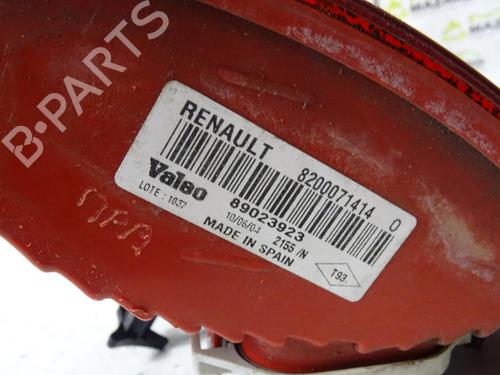 B PARTS
RENAULT
8200071414 0
Valeo
89023923
LOTE : 1037
10/06/04 2155 /N
MADE IN SPAIN
T93